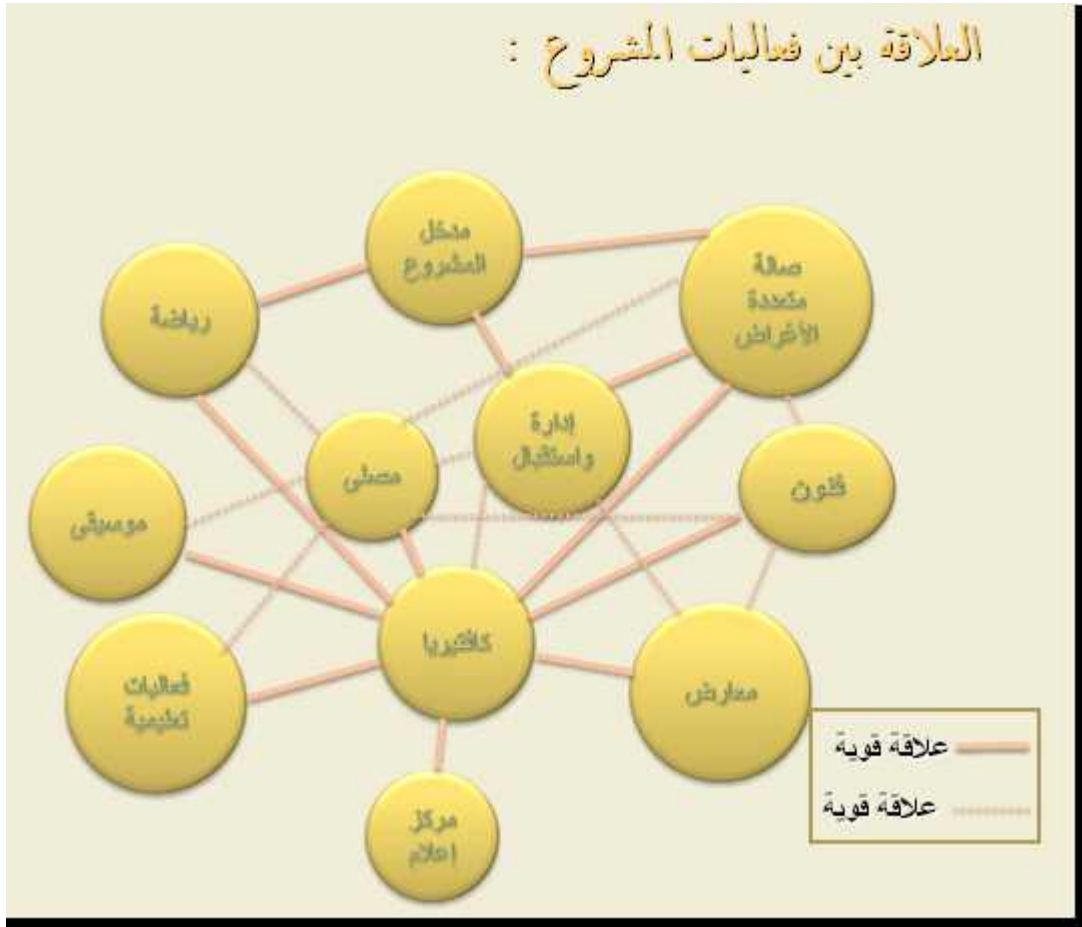 العلاقة بين فعاليات المشروع :
مدخل
المشروع
صالة
متعددة
الأغراض
رياضة
إدارة
واستقبال
مصلى
فنون
موسيقى
كافتيريا
معارض
فعاليات
تعليمية
مركز
إعلام
علاقة قوية
علاقة قوية